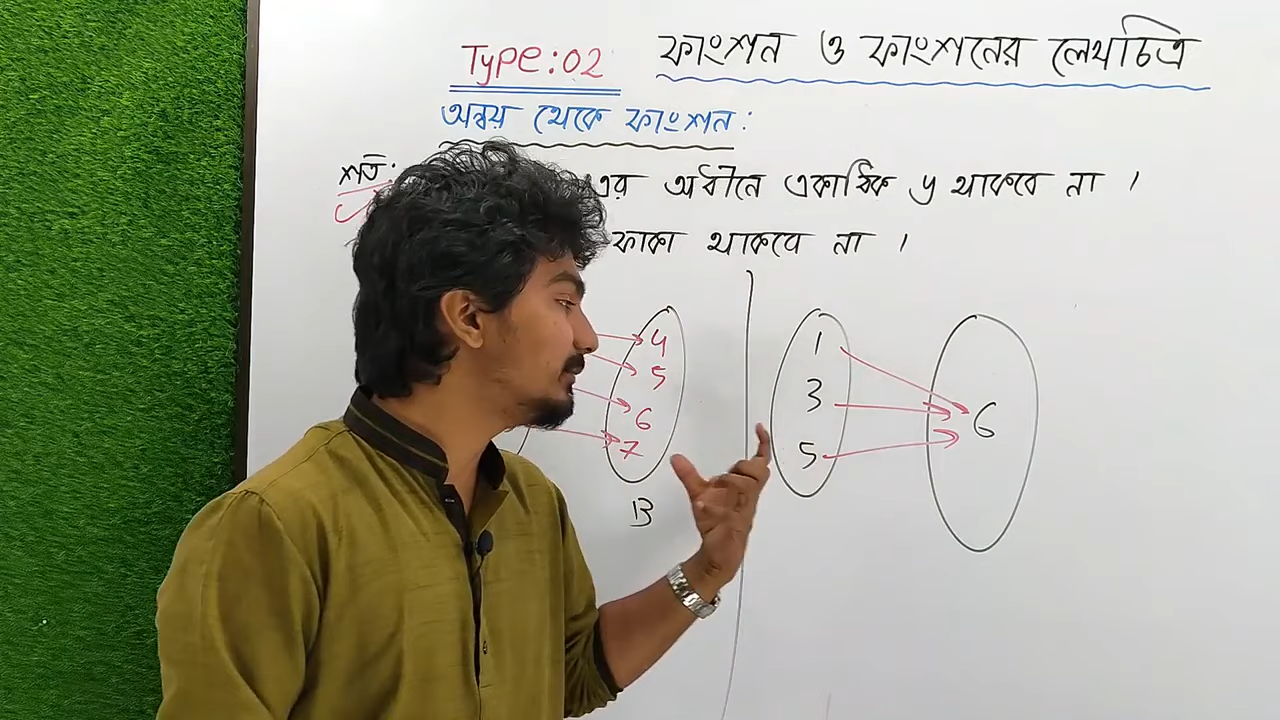 Type:02 ফাংশন ও ফাংশনের লেখচিত্র
অন্বয় থেকে ফাংশন:
শর্ত: এর অধীনে একাধিক y থাকবে না ।
ফাকা থাকবে না ।
4
5
6
7
B
1
3
5
6